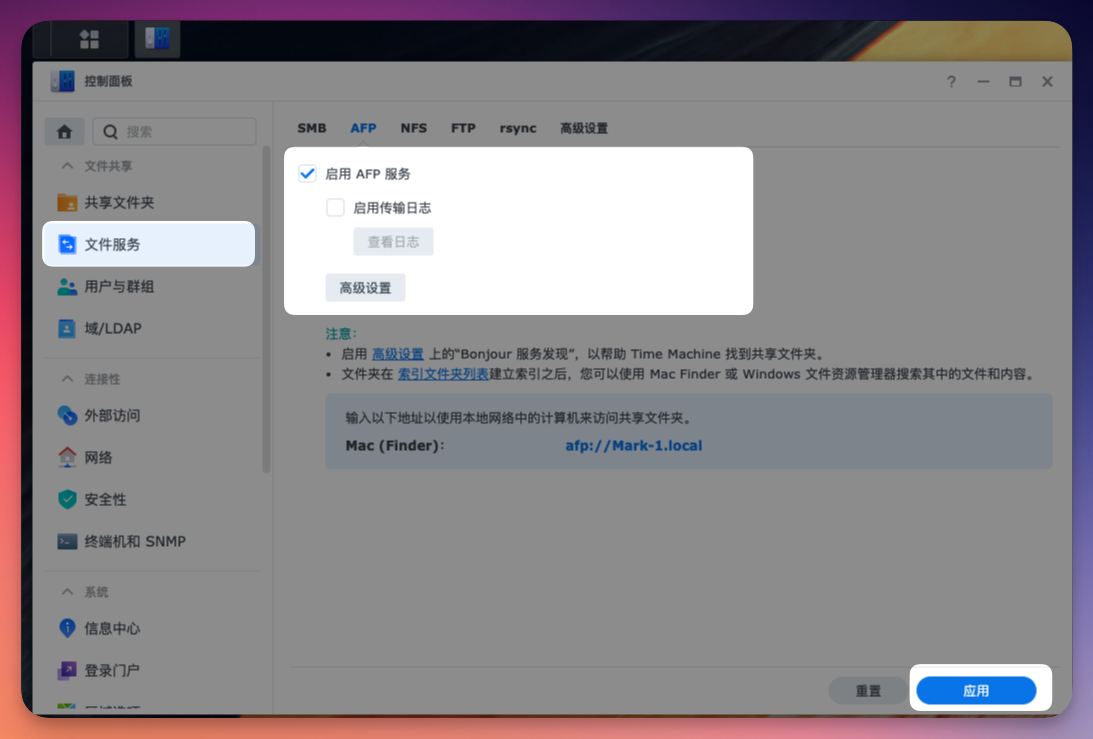 控制面板
搜索
文件共享
共享文件夹
文件服务
用户与群组
域/LDAP
连接性
外部访问
网络
安全性
终端机和 SNMP
系统
信息中心
登录门户
SMB AFP NFS FTP rsync 高级设置
启用 AFP 服务
启用传输日志
查看日志
高级设置
注意:
• 启用 高级设置 上的“Bonjour 服务发现”，以帮助 Time Machine 找到共享文件夹。
• 文件夹在 索引文件夹列表建立索引之后，您可以使用 Mac Finder 或 Windows 文件资源管理器搜索其中的文件和内容。
输入以下地址以使用本地网络中的计算机来访问共享文件夹。
Mac (Finder): afp://Mark-1.local
重置 应用